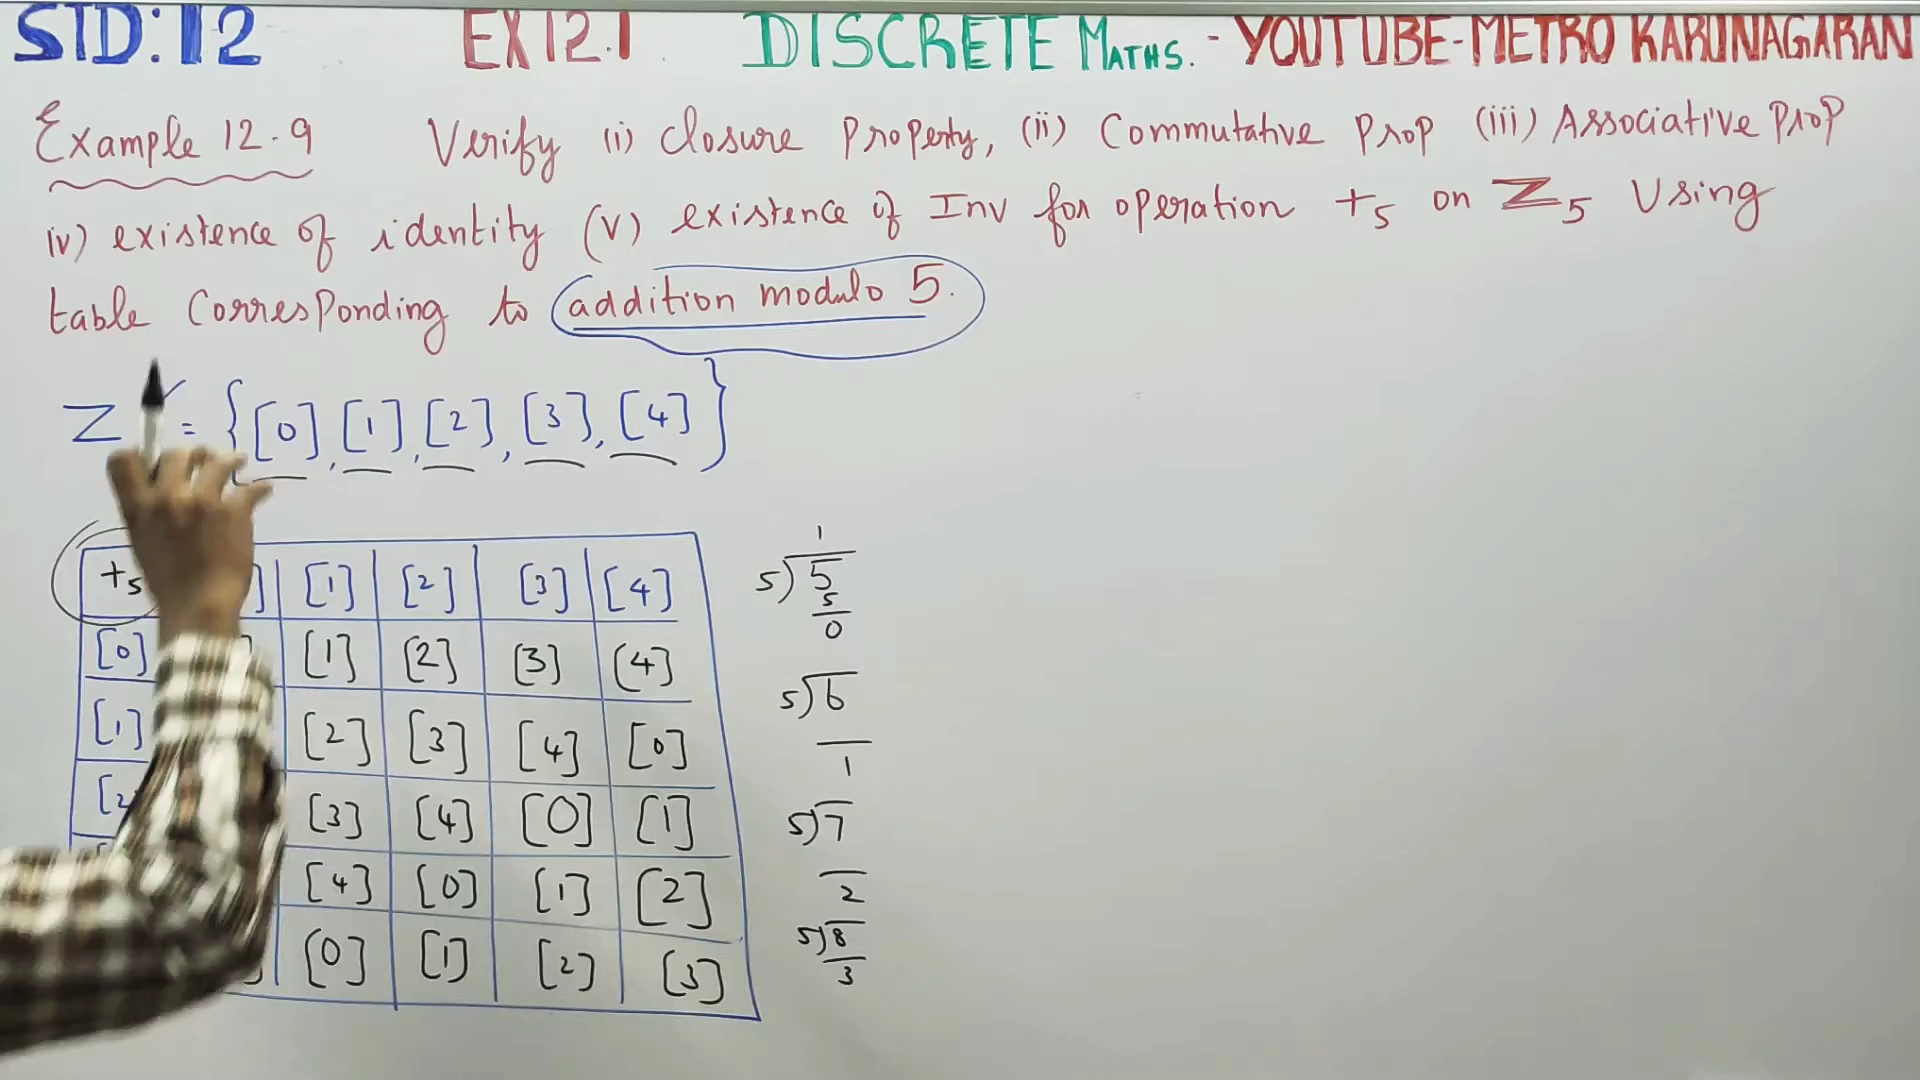 STD:12 EX 12.1 DISCRETE MATHS. - YOUTUBE-METRO KARUNAGARAN
Example 12.9 Verify (i) Closure Property, (ii) Commutative Prop (iii) Associative Prop
iv) existence of identity (v) existence of Inv for operation +5 on Z5 Using
table Corresponding to addition modulo 5.
Z = {[0], [1], [2], [3], [4]}
+5 [1] [2] [3] [4]
[0] [1] [2] [3] [4]
[1] [2] [3] [4] [0]
[2 [3] [4] [0] [1]
[4] [0] [1] [2]
[0] [1] [2] [3]
1
5)5
5
0
5)6
1
5)7
2
5)8
3